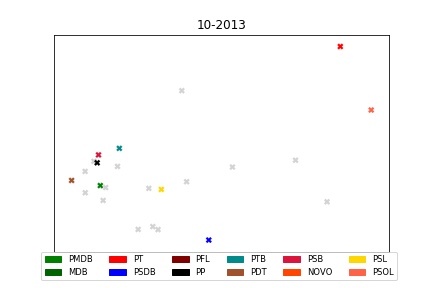 10-2013
PMDB PT PFL PTB PSB PSL
MDB PSDB PP PDT NOVO PSOL